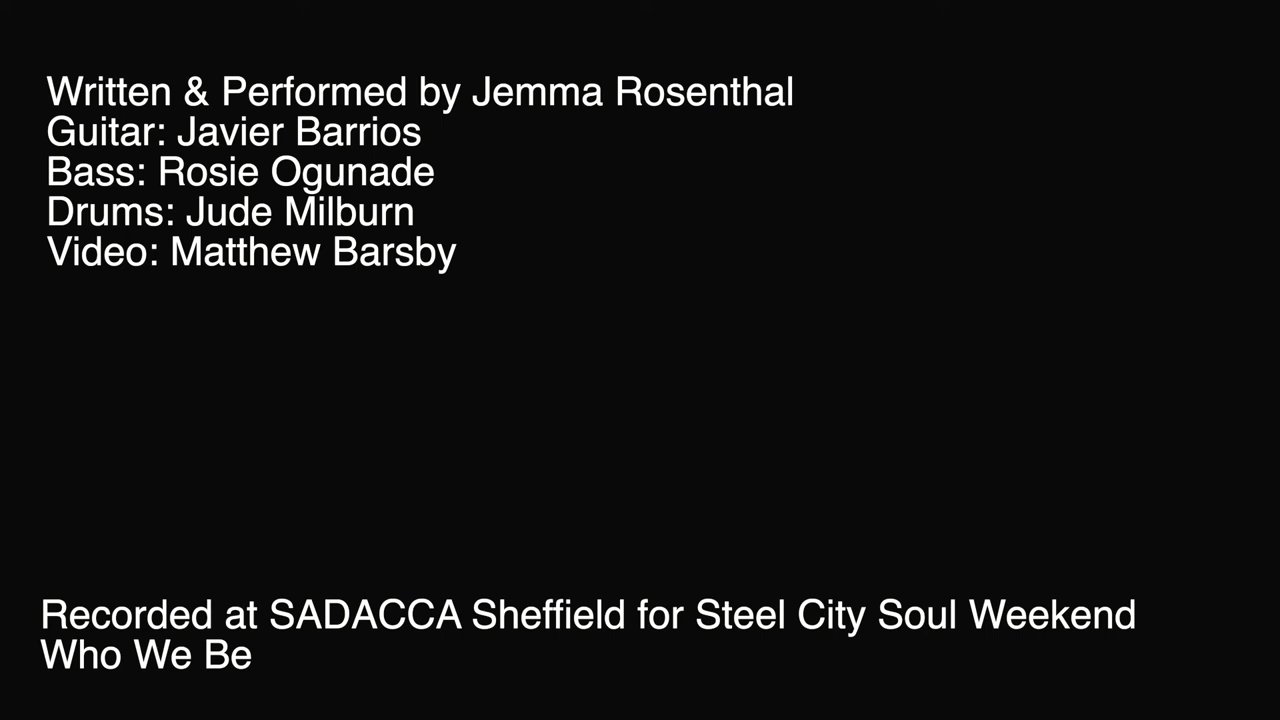 Written & Performed by Jemma Rosenthal
Guitar: Javier Barrios
Bass: Rosie Ogunade
Drums: Jude Milburn
Video: Matthew Barsby
Recorded at SADACCA Sheffield for Steel City Soul Weekend
Who We Be